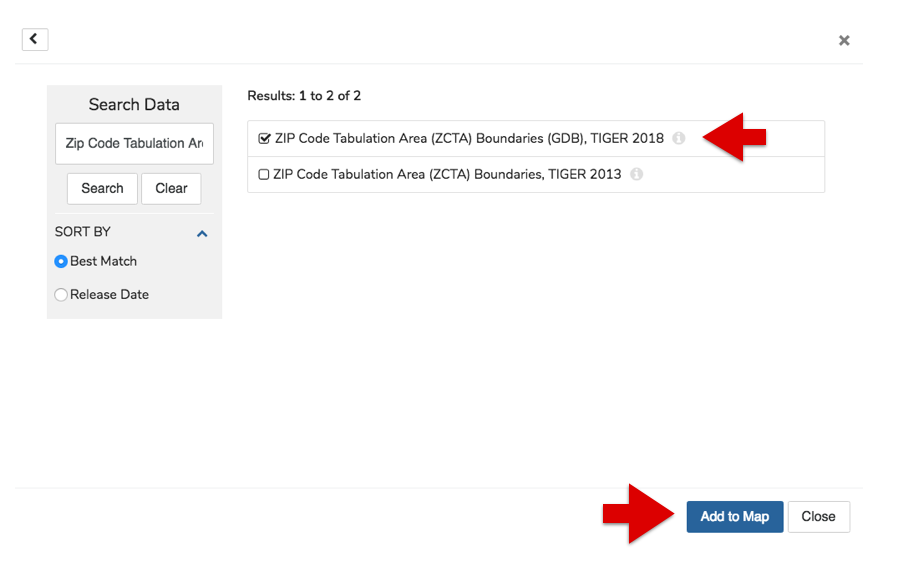 Search Data
Zip Code Tabulation Ar
Search
Clear
SORT BY
Best Match
Release Date
Results: 1 to 2 of 2
ZIP Code Tabulation Area (ZCTA) Boundaries (GDB), TIGER 2018
ZIP Code Tabulation Area (ZCTA) Boundaries, TIGER 2013
Add to Map
Close